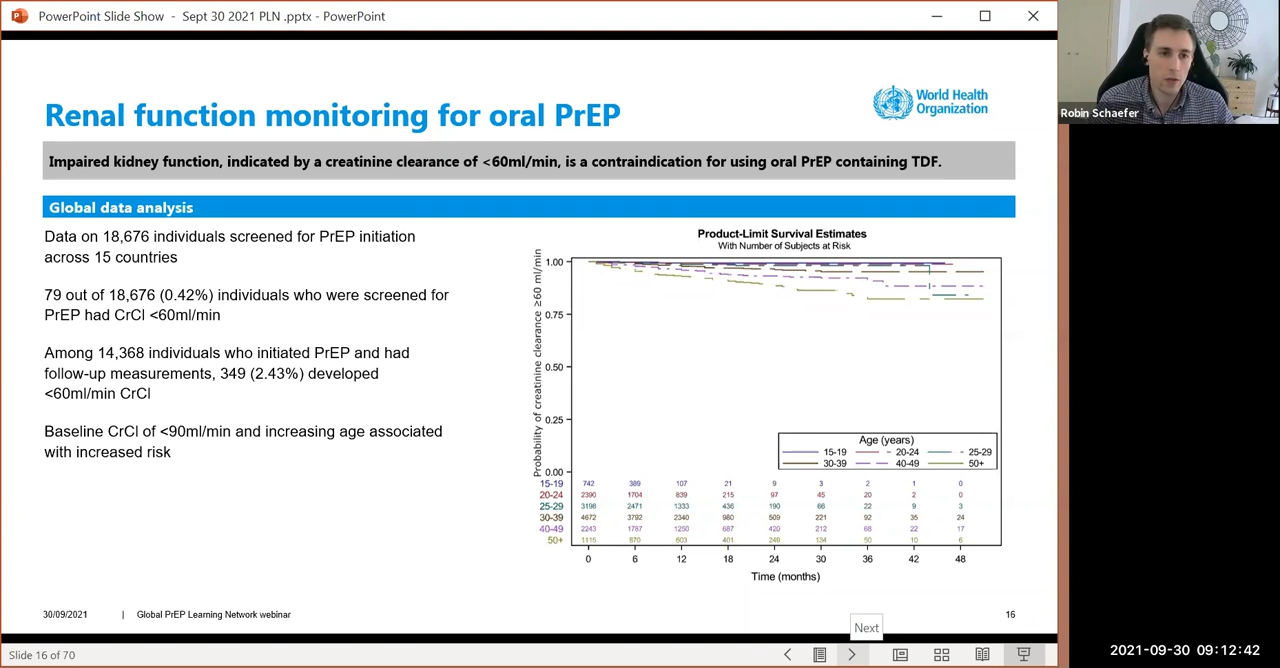 PowerPoint Slide Show - Sept 30 2021 PLN .pptx - PowerPoint
Robin Schaefer
Renal function monitoring for oral PrEP
World Health
Organization
Impaired kidney function, indicated by a creatinine clearance of <60ml/min, is a contraindication for using oral PrEP containing TDF.
Global data analysis
Data on 18,676 individuals screened for PrEP initiation
across 15 countries
79 out of 18,676 (0.42%) individuals who were screened for
PrEP had CrCl <60ml/min
Among 14,368 individuals who initiated PrEP and had
follow-up measurements, 349 (2.43%) developed
<60ml/min CrCl
Baseline CrCl of <90ml/min and increasing age associated
with increased risk
Product-Limit Survival Estimates
With Number of Subjects at Risk
Probability of creatinine clearance ≥60 ml/min
1.00
0.75
0.50
0.25
0.00
Age (years)
15-19 20-24 25-29
30-39 40-49 50+
15-19 742 389 107 21 9 3 2 1 0
20-24 2390 1704 839 215 97 45 20 2 0
25-29 3198 2471 1333 436 190 66 22 9 3
30-39 4672 3792 2340 980 509 221 92 35 24
40-49 2243 1787 1250 687 420 212 68 22 17
50+ 1115 870 603 401 249 134 50 10 6
0 6 12 18 24 30 36 42 48
Time (months)
30/09/2021 | Global PrEP Learning Network webinar 16
Next
Slide 16 of 70
2021-09-30 09:12:42